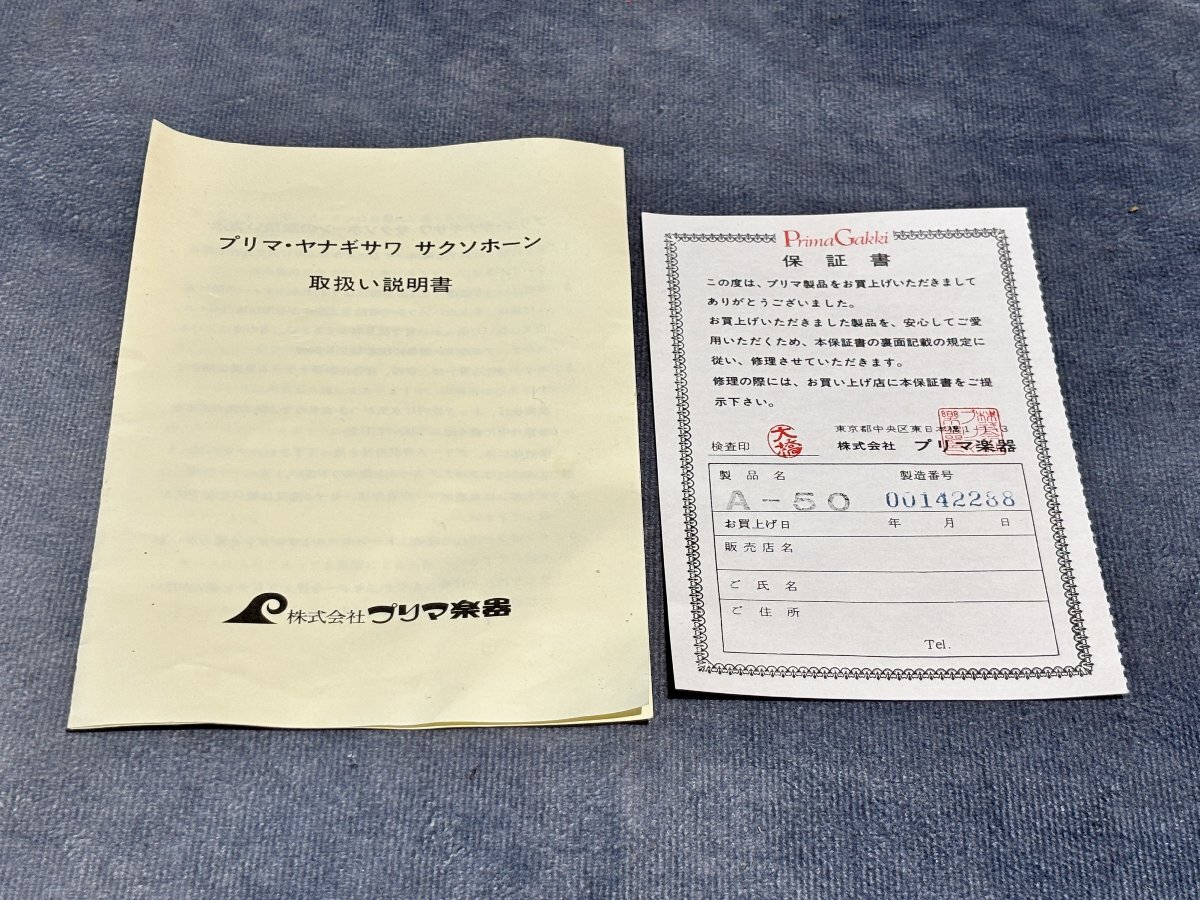 プリマ・ヤナギサワ サクソホーン
取扱い説明書
株式会社プリマ楽器
PrimaGakki
保証書
この度は、プリマ製品をお買上げいただきまして
ありがとうございました。
お買上げいただきました製品を、安心してご愛
用いただくため、本保証書の裏面記載の規定に
従い、修理させていただきます。
修理の際には、お買い上げ店に本保証書をご提
示下さい。
東京都中央区東日本橋1 3
検査印 大橋 株式会社 プリマ楽器
製品名 製造番号
A-50 00142288
お買上げ日 年 月 日
販売店名
ご氏名
ご住所
Tel.